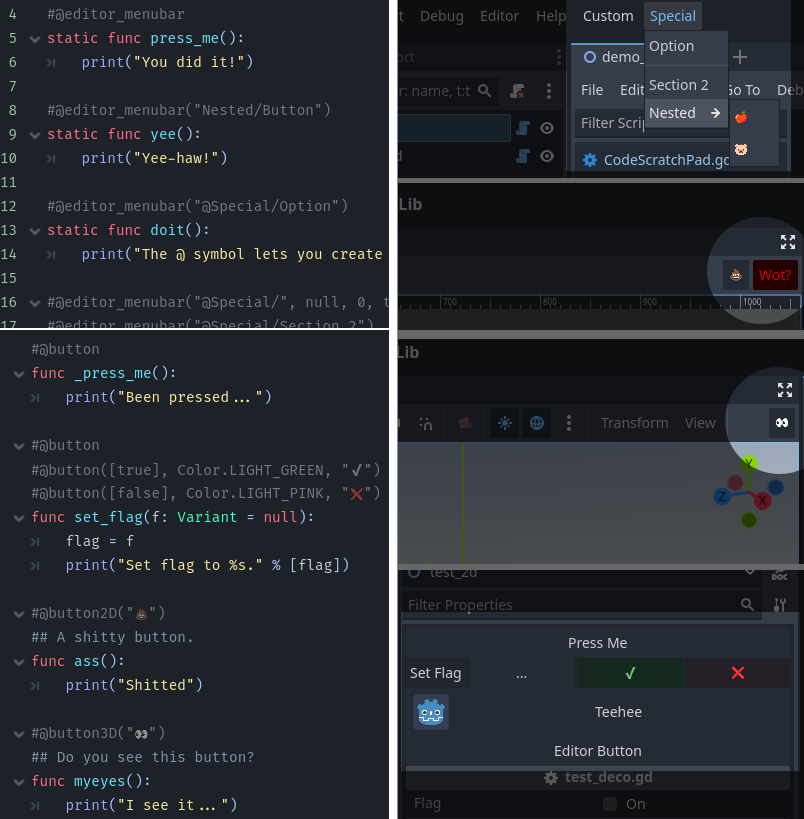 4 #@editor_menubar
5 static func press_me():
6 print("You did it!")
7
8 #@editor_menubar("Nested/Button")
9 static func yee():
10 print("Yee-haw!")
11
12 #@editor_menubar("@Special/Option")
13 static func doit():
14 print("The @ symbol lets you create
15
16 #@editor_menubar("@Special/", null, 0, t
17 #@editor_menubar("@Special/Section 2")
#@button
func _press_me():
print("Been pressed...")
#@button
#@button([true], Color.LIGHT_GREEN, "✓")
#@button([false], Color.LIGHT_PINK, "❌")
func set_flag(f: Variant = null):
flag = f
print("Set flag to %s." % [flag])
#@button2D("💩")
## A shitty button.
func ass():
print("Shitted")
#@button3D("👀")
## Do you see this button?
func myeyes():
print("I see it...")
t Debug Editor Help Custom Special
Option
ort
demo_
r: name, t:t
Section 2
File Edit Go To Deb
Nested
Filter Scri
d
CodeScratchPad.gd
Lib
Wot?
700 800 900 1000
Lib
Transform View
Y
Z X
test_2d
DOC
Filter Properties
Press Me
Set Flag ... ✓ ❌
Teehee
Editor Button
test_deco.gd
Flag On